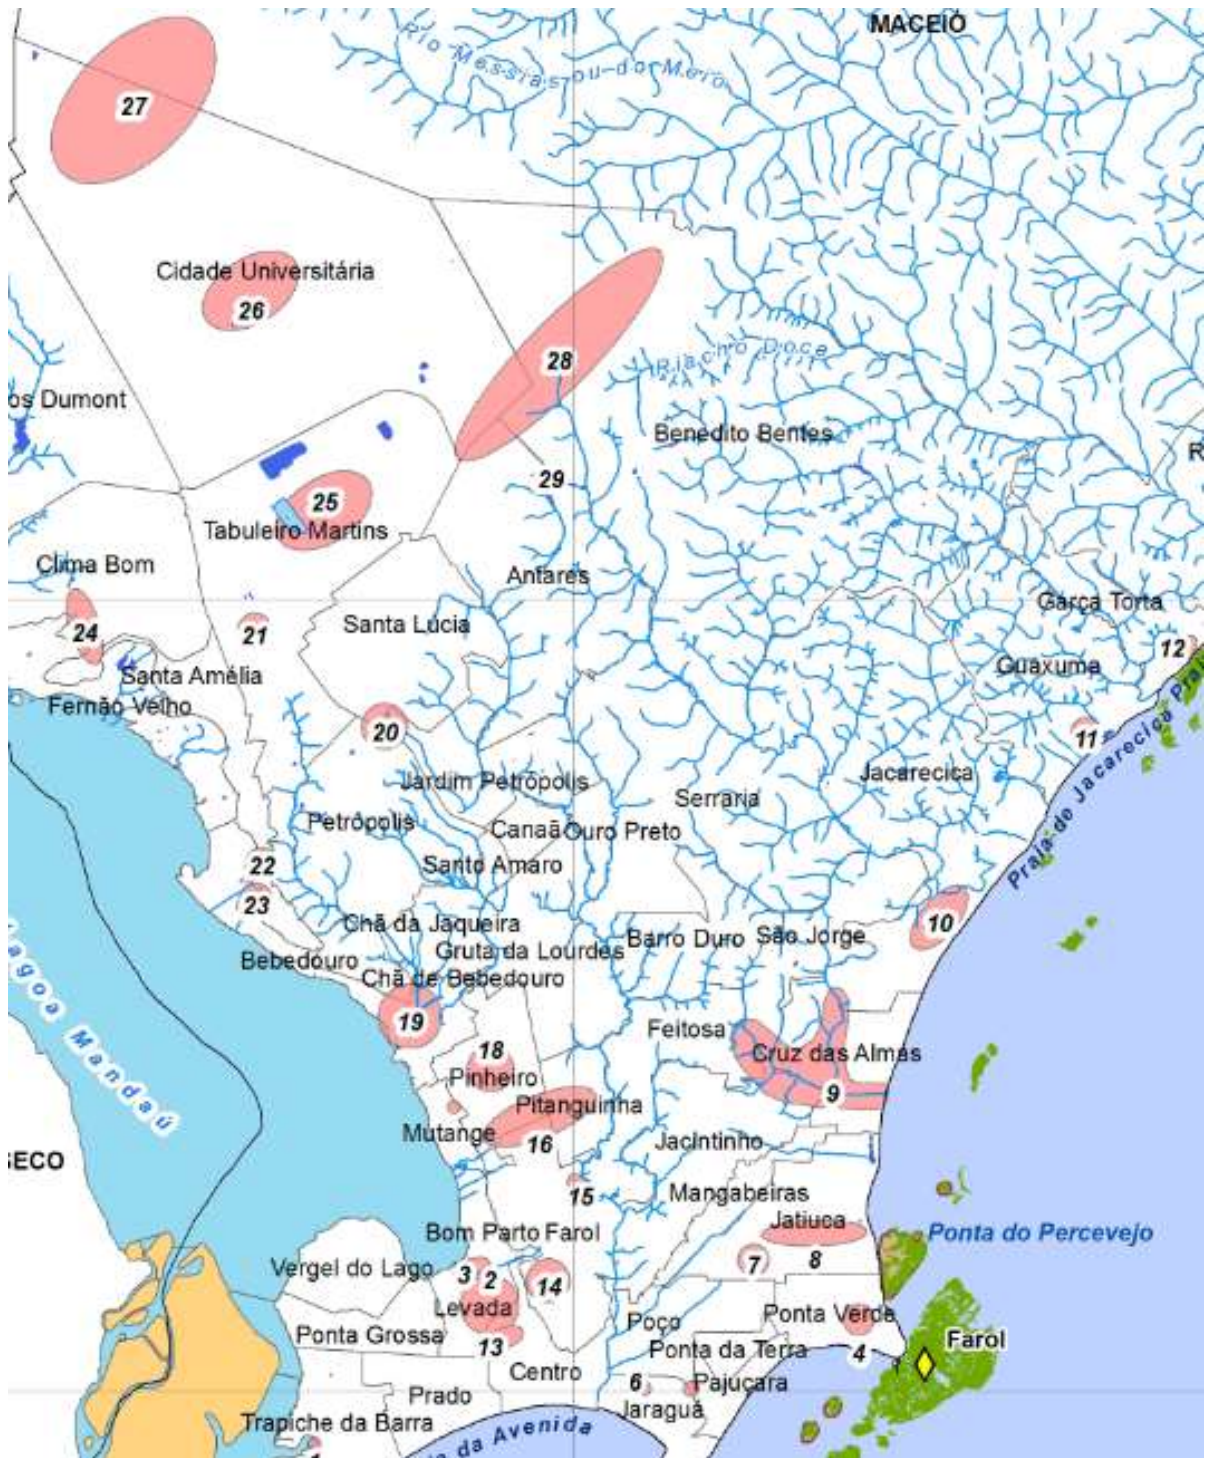 MACEIÓ
Rio Messias ou do Meio
27
Cidade Universitária
26
28
Riacho Doce
os Dumont
Benedito Bentes
R
29
25
Tabuleiro Martins
Clima Bom
Antares
Garça Torta
24
21
Santa Lúcia
12
Santa Amélia
Guaxuma
Fernão Velho
20
11
Praia de Jacarecica
Prai
Jardim Petrópolis
Jacarecica
Serraria
Petrópolis
Canaã
Ouro Preto
22
Santo Amaro
23
10
Chã da Jaqueira
Barro Duro
São Jorge
Gruta da Lourdes
Bebedouro
Chã de Bebedouro
Lagoa Mandaú
19
Feitosa
18
Cruz das Almas
Pinheiro
9
Pitanguinha
Mutange
16
Jacintinho
SECO
15
Mangabeiras
Jatiuca
Bom Parto
Farol
Ponta do Percevejo
8
Vergel do Lago
3
2
14
7
Levada
Ponta Verde
Poço
Ponta Grossa
13
Ponta da Terra
4
Farol
Centro
6
Pajuçara
Prado
Jaraguá
Trapiche da Barra
da Avenida
1